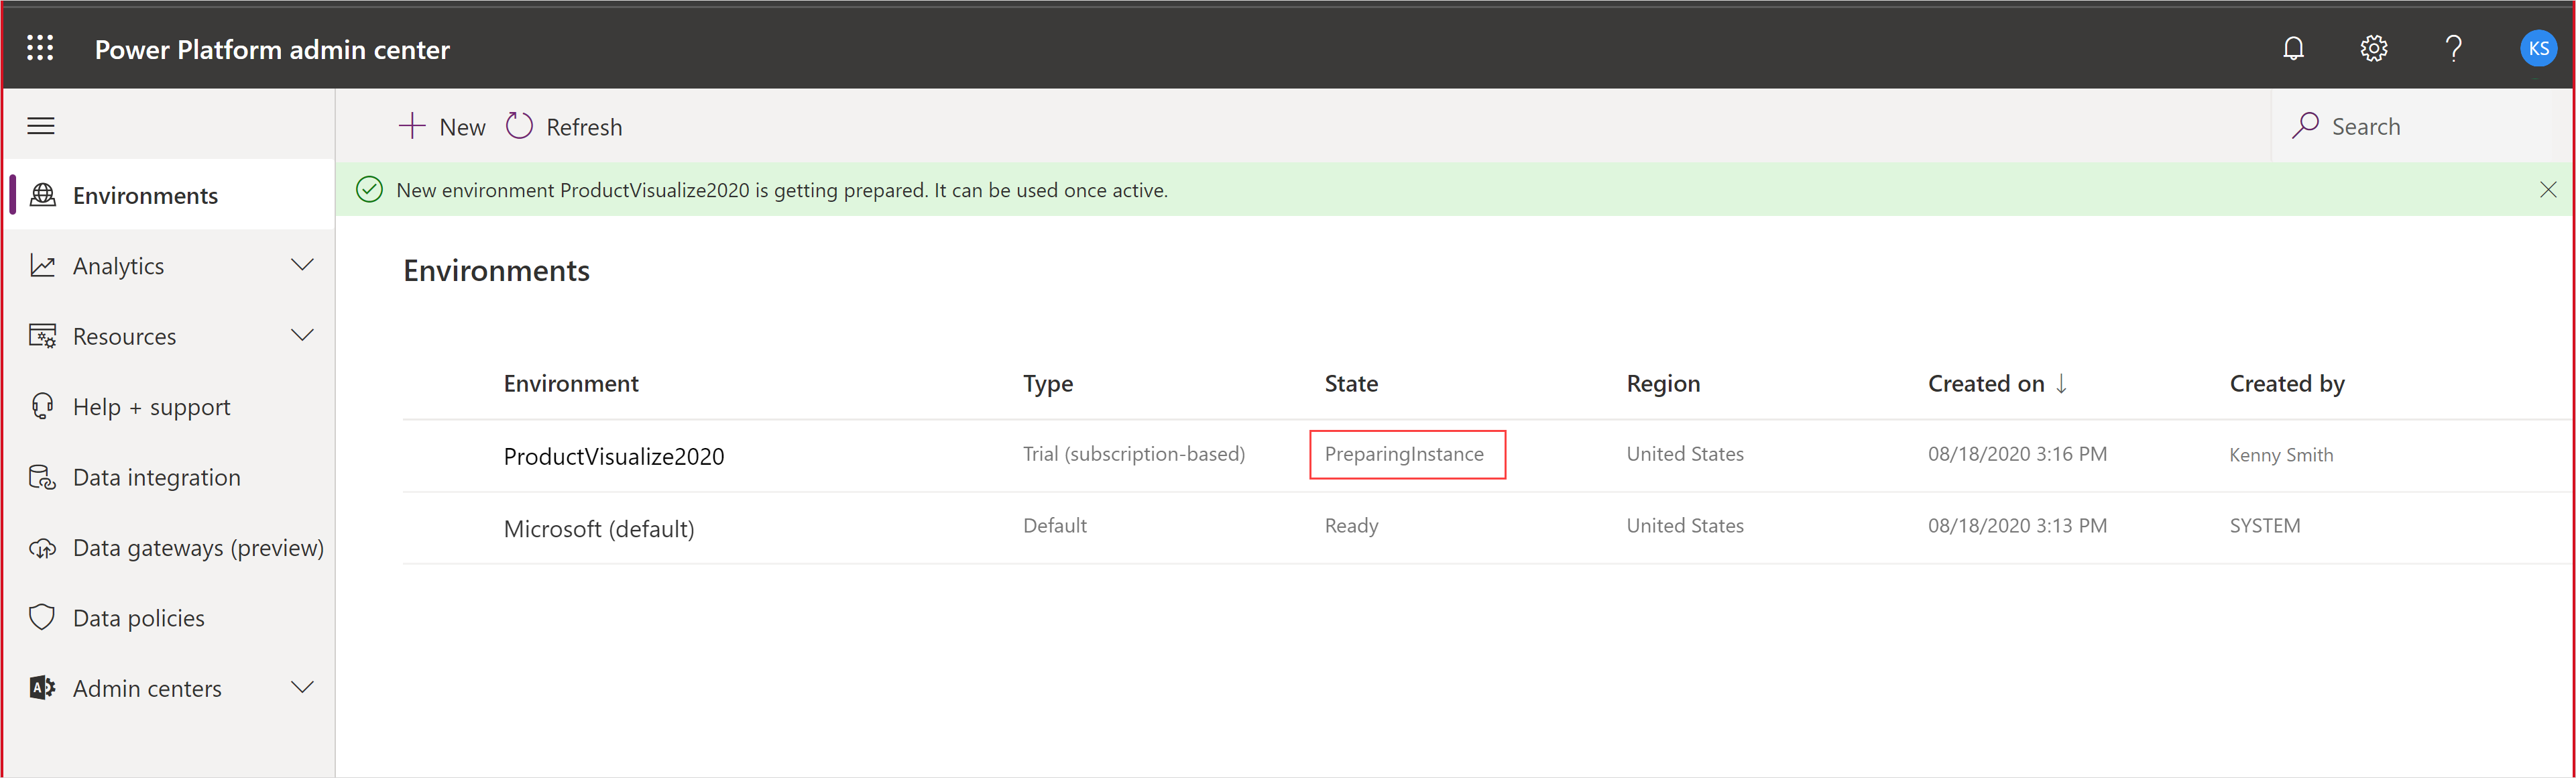 Power Platform admin center
KS
New
Refresh
Search
Environments
Analytics
Resources
Help + support
Data integration
Data gateways (preview)
Data policies
Admin centers
New environment ProductVisualize2020 is getting prepared. It can be used once active.
Environments
Environment Type State Region Created on ↓ Created by
ProductVisualize2020 Trial (subscription-based) PreparingInstance United States 08/18/2020 3:16 PM Kenny Smith
Microsoft (default) Default Ready United States 08/18/2020 3:13 PM SYSTEM